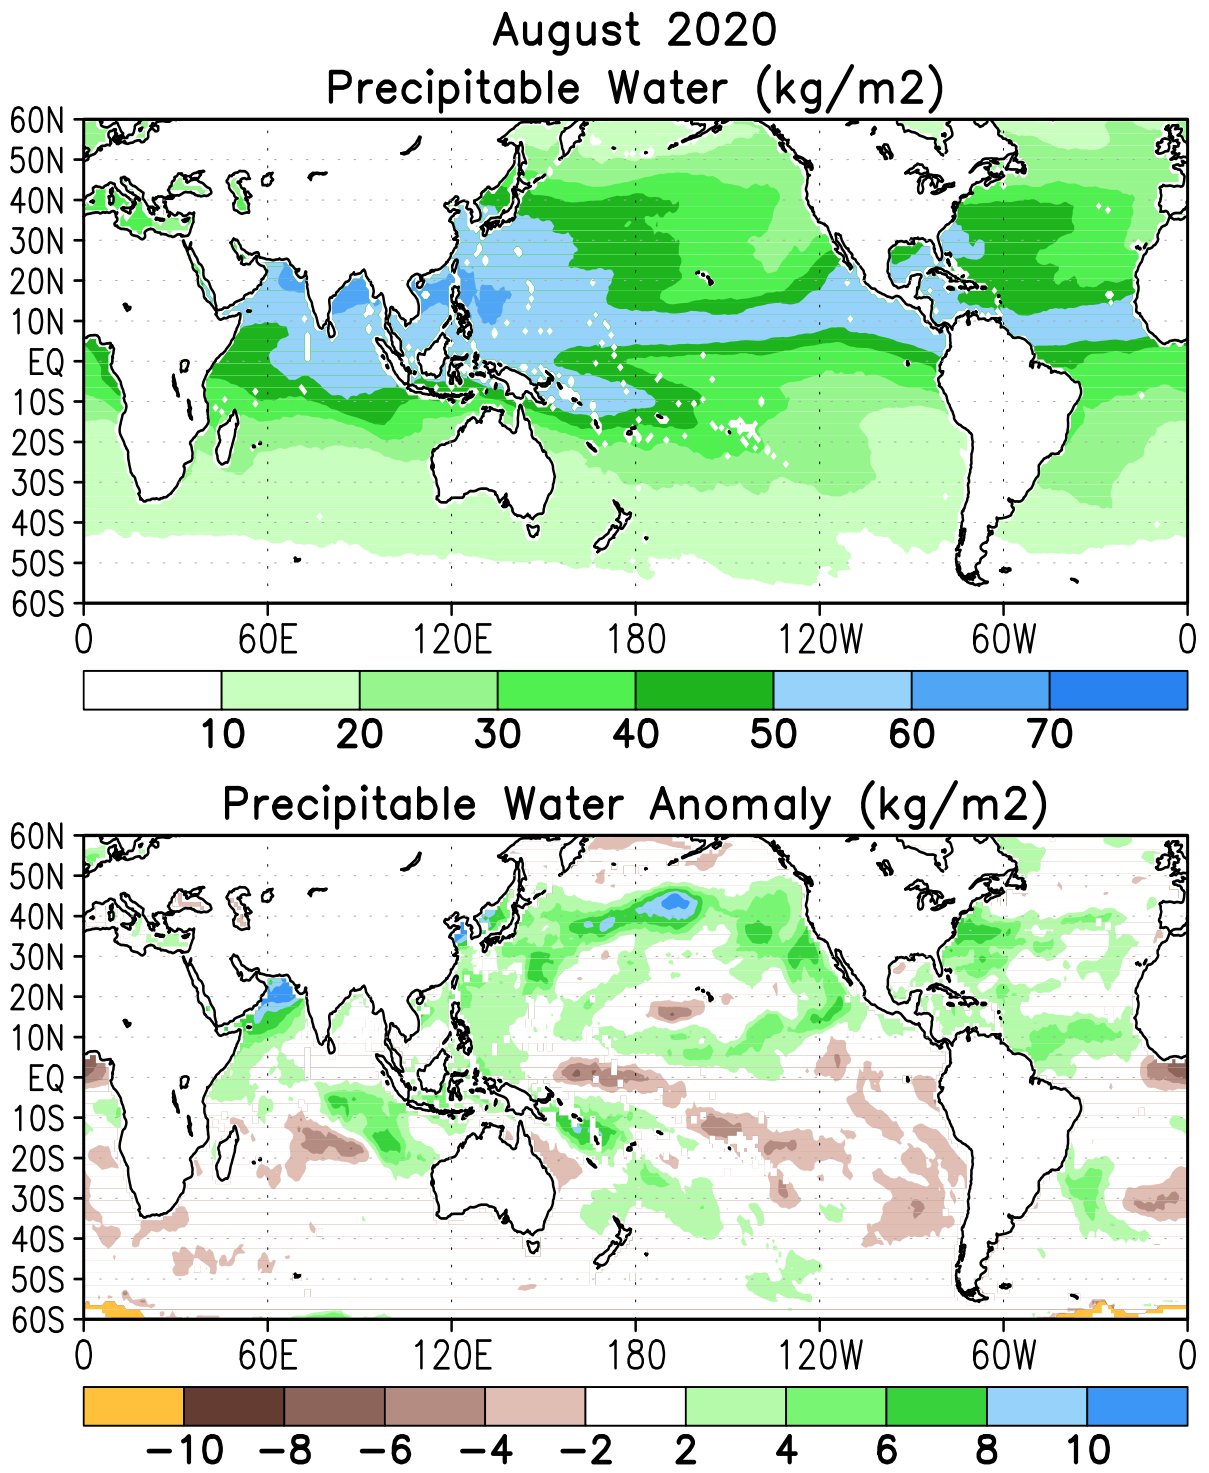 August 2020
Precipitable Water (kg/m2)
60N
50N
40N
30N
20N
10N
EQ
10S
20S
30S
40S
50S
60S
0 60E 120E 180 120W 60W 0
10 20 30 40 50 60 70
Precipitable Water Anomaly (kg/m2)
60N
50N
40N
30N
20N
10N
EQ
10S
20S
30S
40S
50S
60S
0 60E 120E 180 120W 60W 0
−10 −8 −6 −4 −2 2 4 6 8 10